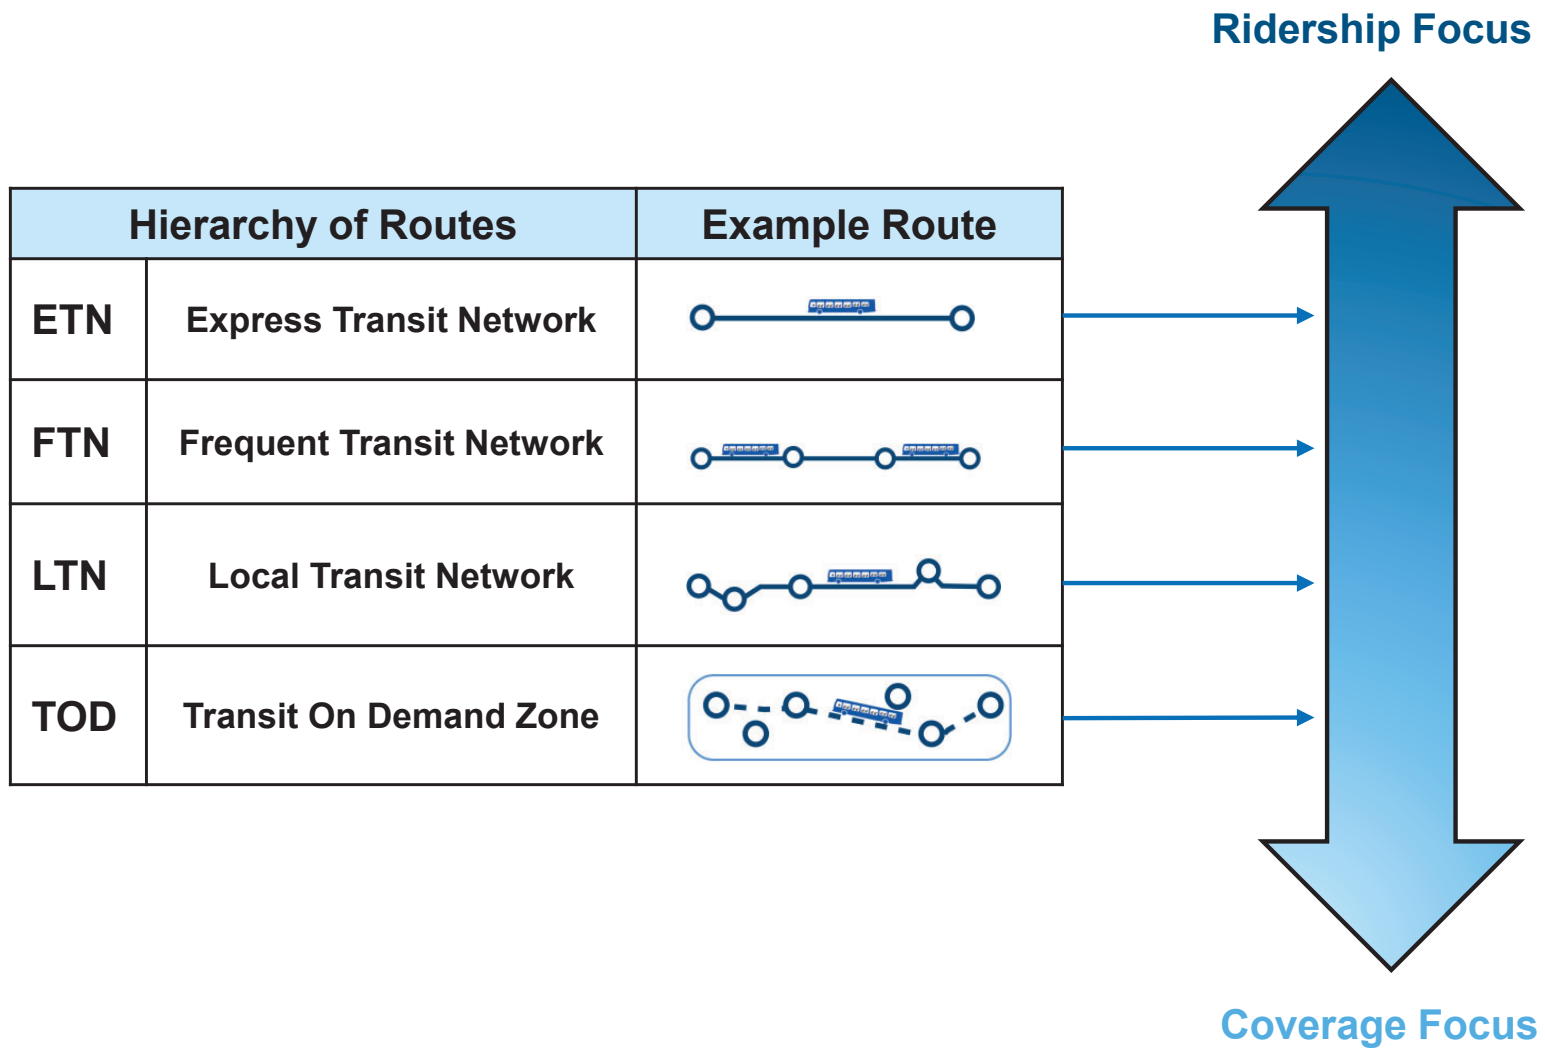 Ridership Focus
Hierarchy of Routes
Example Route
ETN
Express Transit Network
FTN
Frequent Transit Network
LTN
Local Transit Network
TOD
Transit On Demand Zone
Coverage Focus